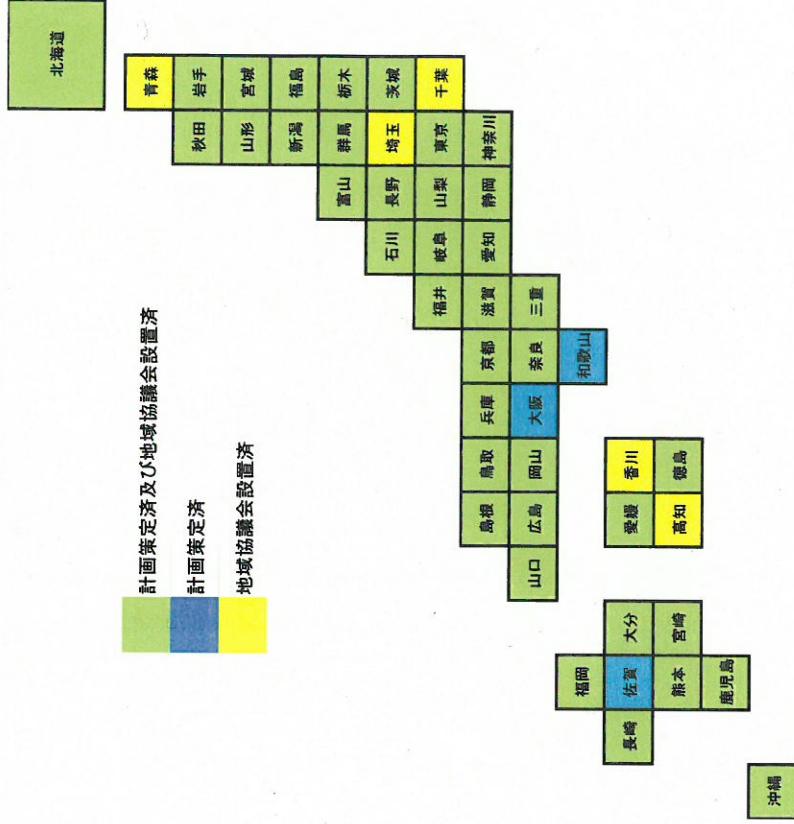 北海道
計画策定済及び地域協議会設置済
計画策定済
地域協議会設置済
青森
秋田 岩手
山形 宮城
新潟 福島
富山 群馬 栃木
石川 長野 埼玉 茨城
福井 岐阜 山梨 東京 千葉
島根 鳥取 兵庫 京都 滋賀 愛知 静岡 神奈川
山口 広島 岡山 大阪 奈良 三重
福岡 和歌山
長崎 佐賀 大分 愛媛 香川
熊本 宮崎 高知 徳島
鹿児島
沖縄